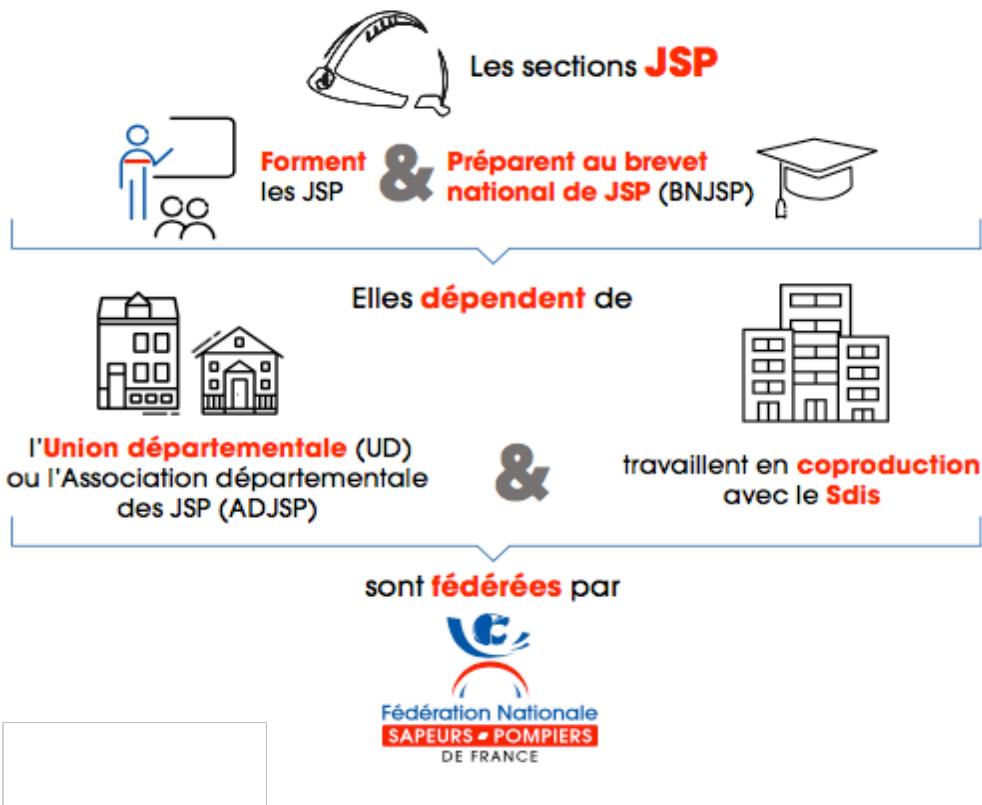 Les sections JSP
Forment
les JSP
&
Préparent au brevet
national de JSP (BNJSP)
Elles dépendent de
l'Union départementale (UD)
ou l'Association départementale
des JSP (ADJSP)
&
travaillent en coproduction
avec le Sdis
sont fédérées par
Fédération Nationale
SAPEURS-POMPIERS
DE FRANCE